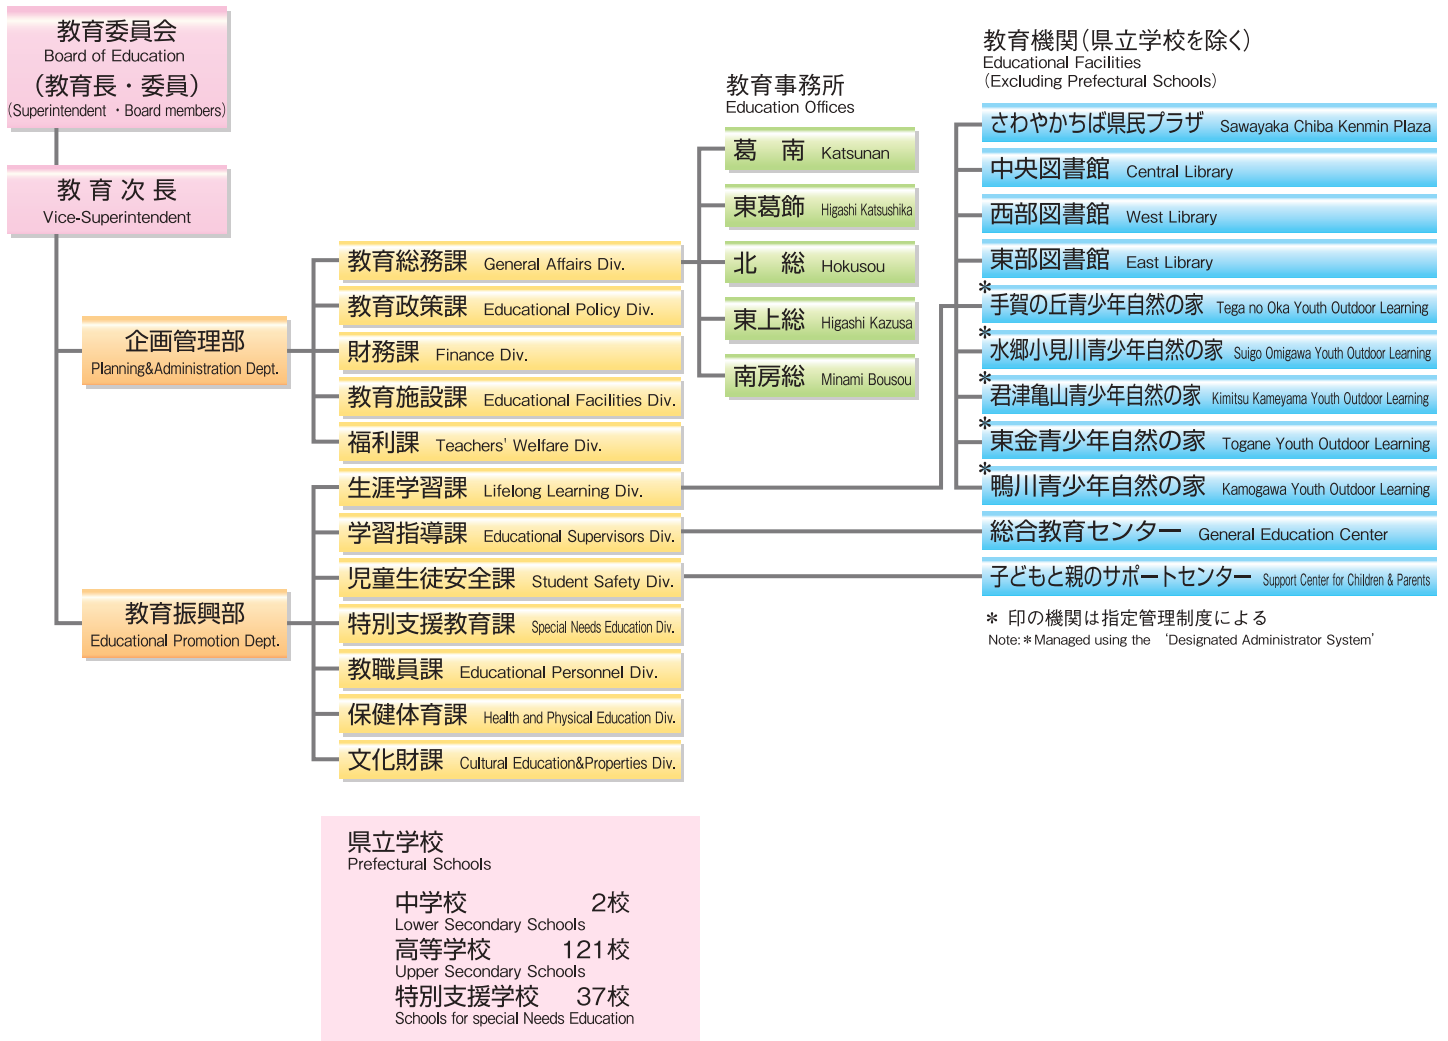 教育委員会
Board of Education
（教育長・委員）
(Superintendent ・Board members)
教育次長
Vice-Superintendent
企画管理部
Planning&Administration Dept.
教育総務課 General Affairs Div.
教育政策課 Educational Policy Div.
財務課 Finance Div.
教育施設課 Educational Facilities Div.
福利課 Teachers' Welfare Div.
教育振興部
Educational Promotion Dept.
生涯学習課 Lifelong Learning Div.
学習指導課 Educational Supervisors Div.
児童生徒安全課 Student Safety Div.
特別支援教育課 Special Needs Education Div.
教職員課 Educational Personnel Div.
保健体育課 Health and Physical Education Div.
文化財課 Cultural Education&Properties Div.
教育事務所
Education Offices
葛　南 Katsunan
東葛飾 Higashi Katsushika
北　総 Hokusou
東上総 Higashi Kazusa
南房総 Minami Bousou
教育機関（県立学校を除く）
Educational Facilities
(Excluding Prefectural Schools)
さわやかちば県民プラザ Sawayaka Chiba Kenmin Plaza
中央図書館 Central Library
西部図書館 West Library
東部図書館 East Library
＊手賀の丘青少年自然の家 Tega no Oka Youth Outdoor Learning
＊水郷小見川青少年自然の家 Suigo Omigawa Youth Outdoor Learning
＊君津亀山青少年自然の家 Kimitsu Kameyama Youth Outdoor Learning
＊東金青少年自然の家 Togane Youth Outdoor Learning
＊鴨川青少年自然の家 Kamogawa Youth Outdoor Learning
総合教育センター General Education Center
子どもと親のサポートセンター Support Center for Children & Parents
＊ 印の機関は指定管理制度による
Note:＊Managed using the ‘Designated Administrator System’
県立学校
Prefectural Schools
中学校 2校
Lower Secondary Schools
高等学校 121校
Upper Secondary Schools
特別支援学校 37校
Schools for special Needs Education